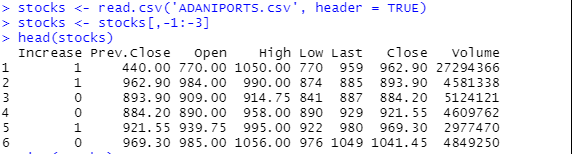 > stocks <- read.csv('ADANIPORTS.csv', header = TRUE)
> stocks <- stocks[,-1:-3]
> head(stocks)
  Increase Prev.Close   Open    High Low Last   Close   Volume
1        1     440.00 770.00 1050.00 770  959  962.90 27294366
2        1     962.90 984.00  990.00 874  885  893.90  4581338
3        0     893.90 909.00  914.75 841  887  884.20  5124121
4        0     884.20 890.00  958.00 890  929  921.55  4609762
5        1     921.55 939.75  995.00 922  980  969.30  2977470
6        0     969.30 985.00 1056.00 976 1049 1041.45  4849250